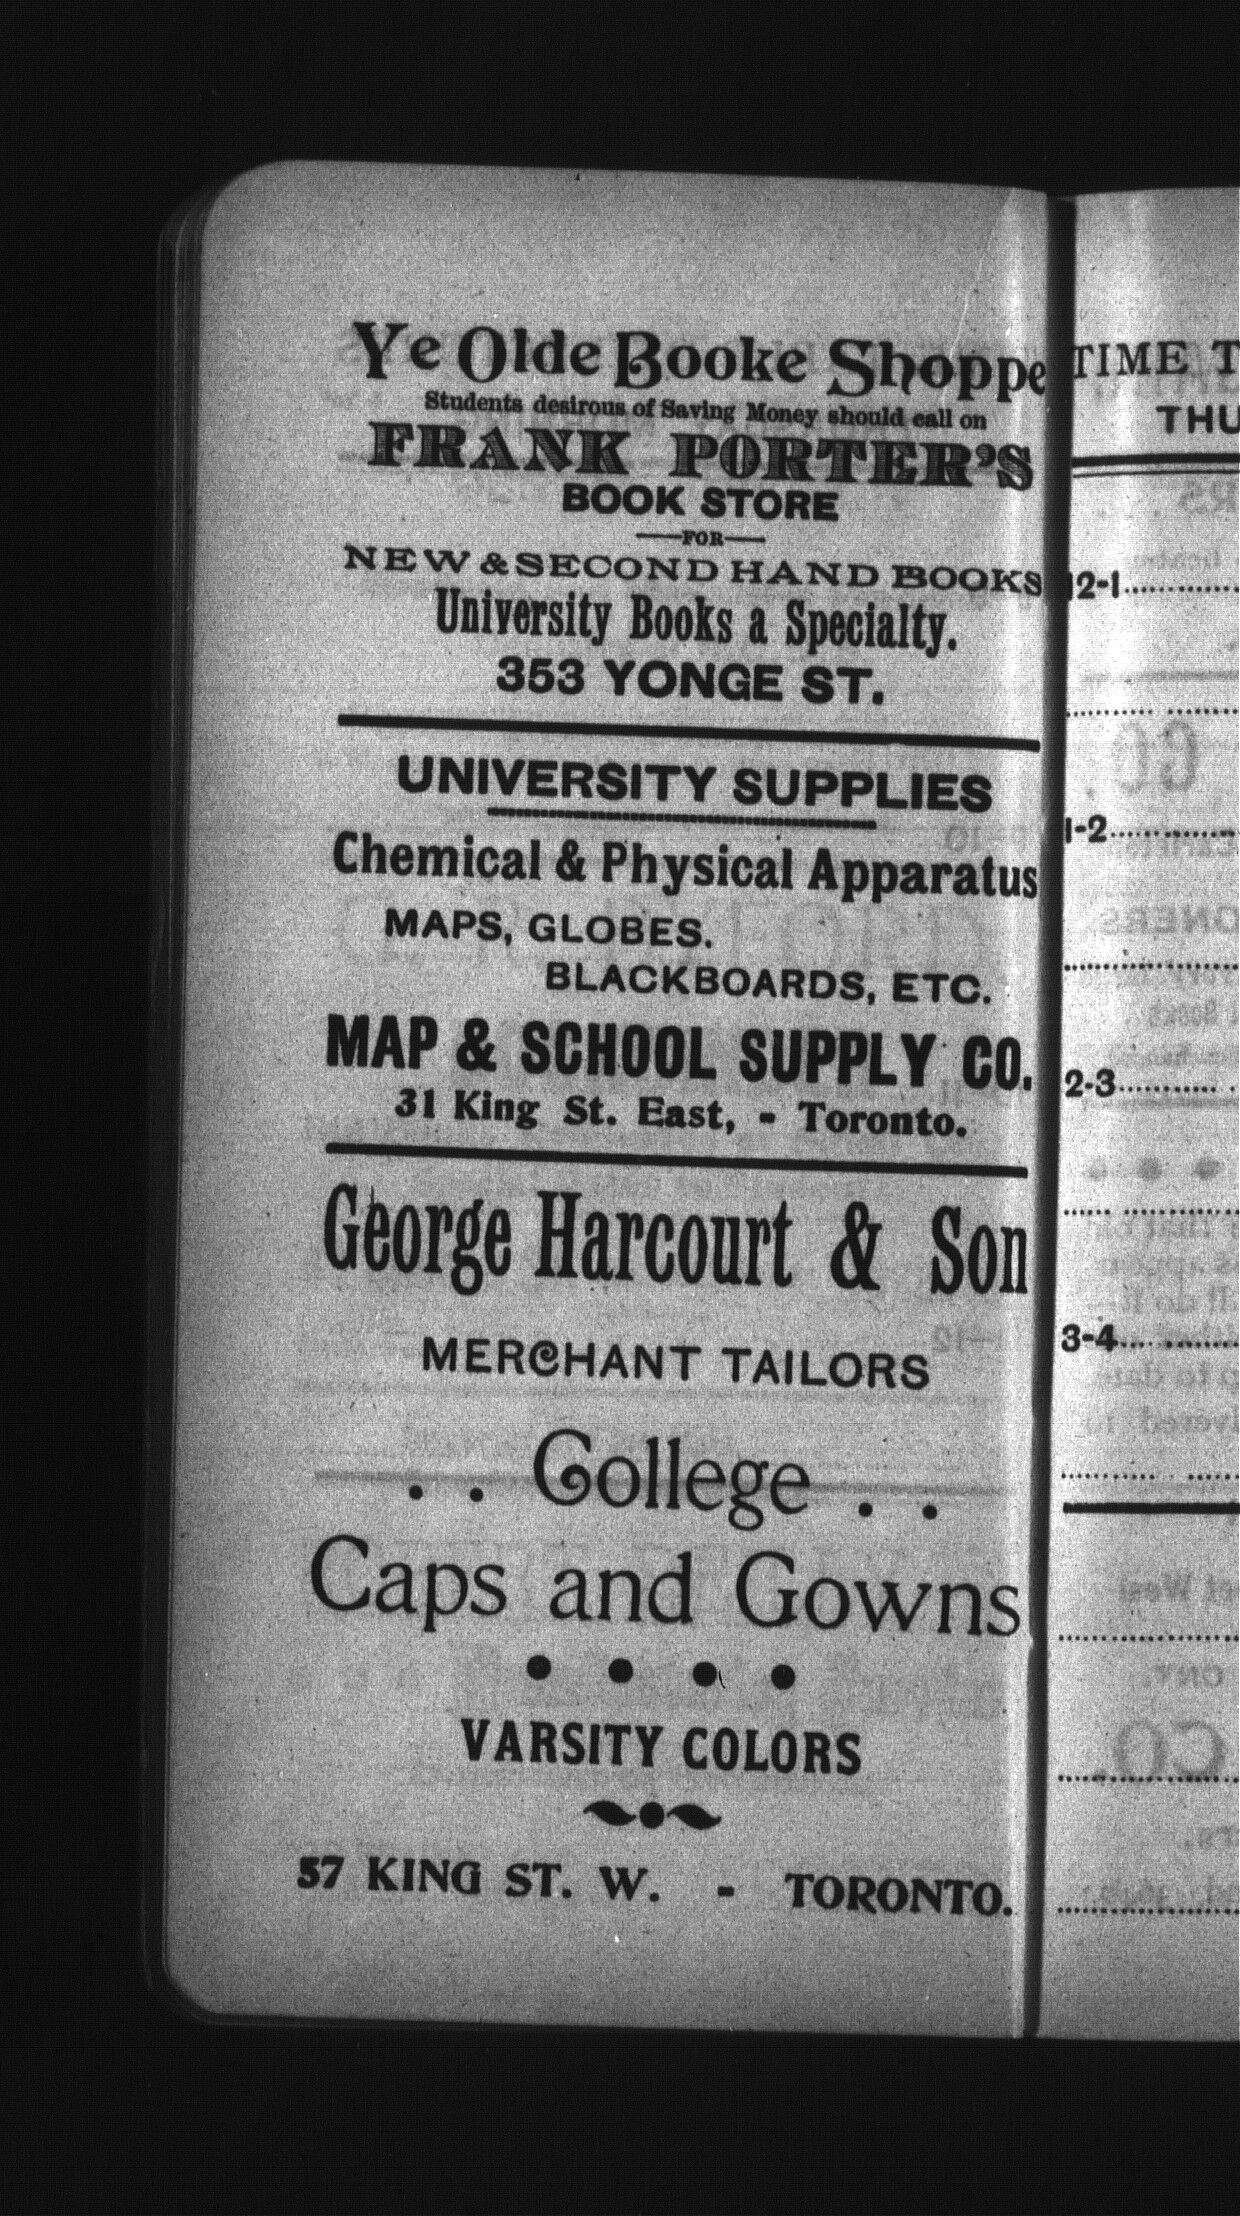 Ye Olde Booke Shoppe
Students desirous of Saving Money should call on
FRANK PORTER'S
BOOK STORE
—FOR—
NEW & SECOND HAND BOOKS
University Books a Specialty.
353 YONGE ST.
UNIVERSITY SUPPLIES
Chemical & Physical Apparatus
MAPS, GLOBES.
BLACKBOARDS, ETC.
MAP & SCHOOL SUPPLY CO.
31 King St. East, - Toronto.
George Harcourt & Son
MERCHANT TAILORS
. . College . .
Caps and Gowns
• • • •
VARSITY COLORS
57 KING ST. W. - TORONTO.
TIME T
THU
12-1
1-2
2-3
3-4